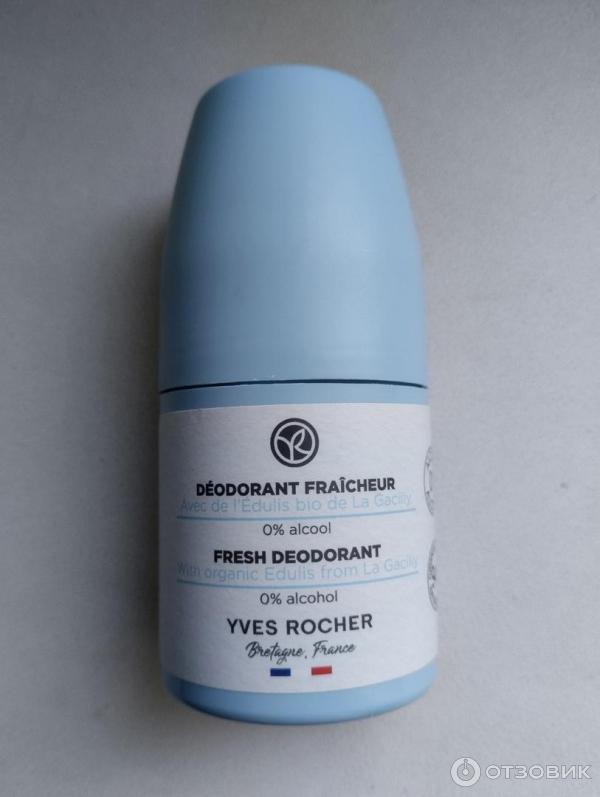 DÉODORANT FRAÎCHEUR
Avec de l'Édulis bio de La Gacilly
0% alcool
FRESH DEODORANT
With organic Edulis from La Gacilly
0% alcohol
YVES ROCHER
Bretagne, France
ОТЗОВИК